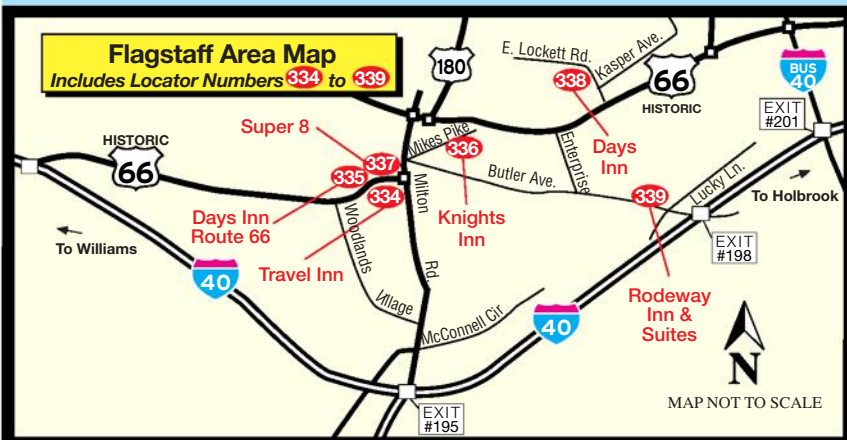 Flagstaff Area Map
Includes Locator Numbers 334 to 339
180
E. Lockett Rd.
Kasper Ave.
338
66
HISTORIC
BUS
40
EXIT
#201
HISTORIC
66
Super 8
337
Mikes Pike
336
335
334
Days Inn
Route 66
Travel Inn
Milton
Rd.
Knights
Inn
Butler Ave.
Enterprise
Days
Inn
339
Lucky Ln.
To Holbrook
EXIT
#198
To Williams
40
Woodlands
Village
McConnell Cir
40
Rodeway
Inn &
Suites
N
MAP NOT TO SCALE
EXIT
#195